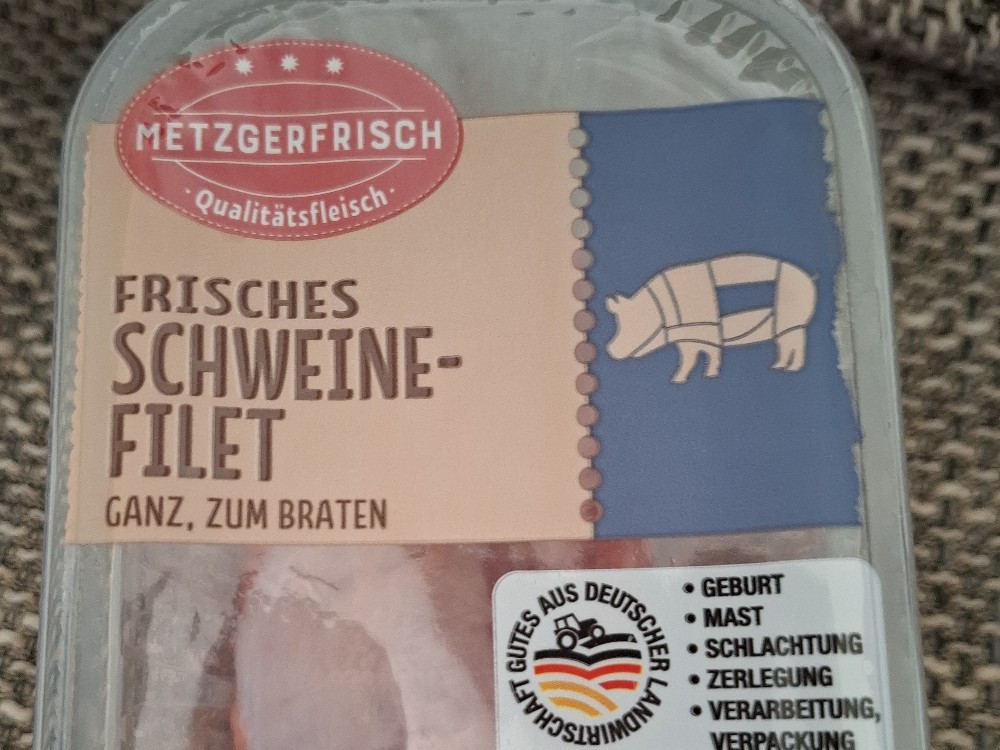 METZGERFRISCH
· Qualitätsfleisch ·
FRISCHES
SCHWEINE-
FILET
GANZ, ZUM BRATEN
GUTES AUS DEUTSCHER LANDWIRTSCHAFT
• GEBURT
• MAST
• SCHLACHTUNG
• ZERLEGUNG
• VERARBEITUNG,
VERPACKUNG